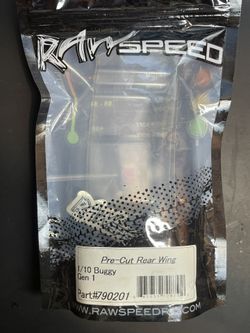 RAWSPEED
Pre-Cut Rear Wing
1/10 Buggy
Gen 1
Part#790201
WWW.RAWSPEEDRC.COM